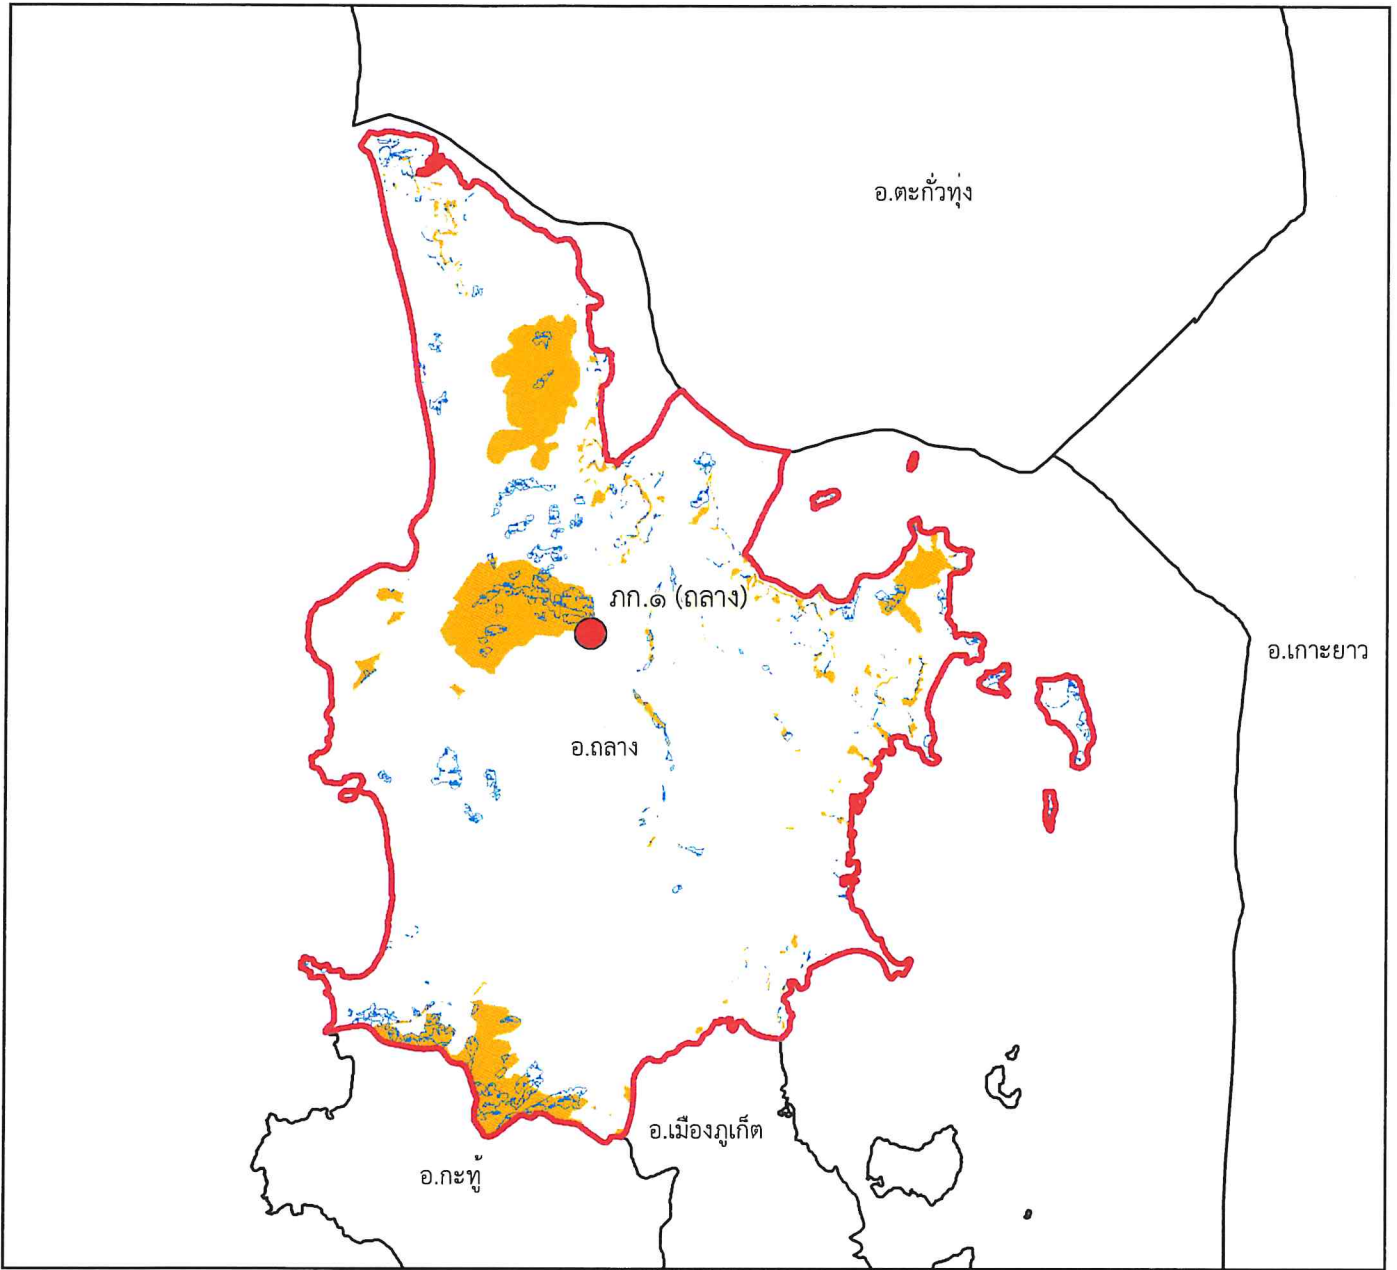 อ.ตะกั่วทุ่ง
ภก.๑ (ถลาง)
อ.เกาะยาว
อ.ถลาง
อ.เมืองภูเก็ต
อ.กะทู้